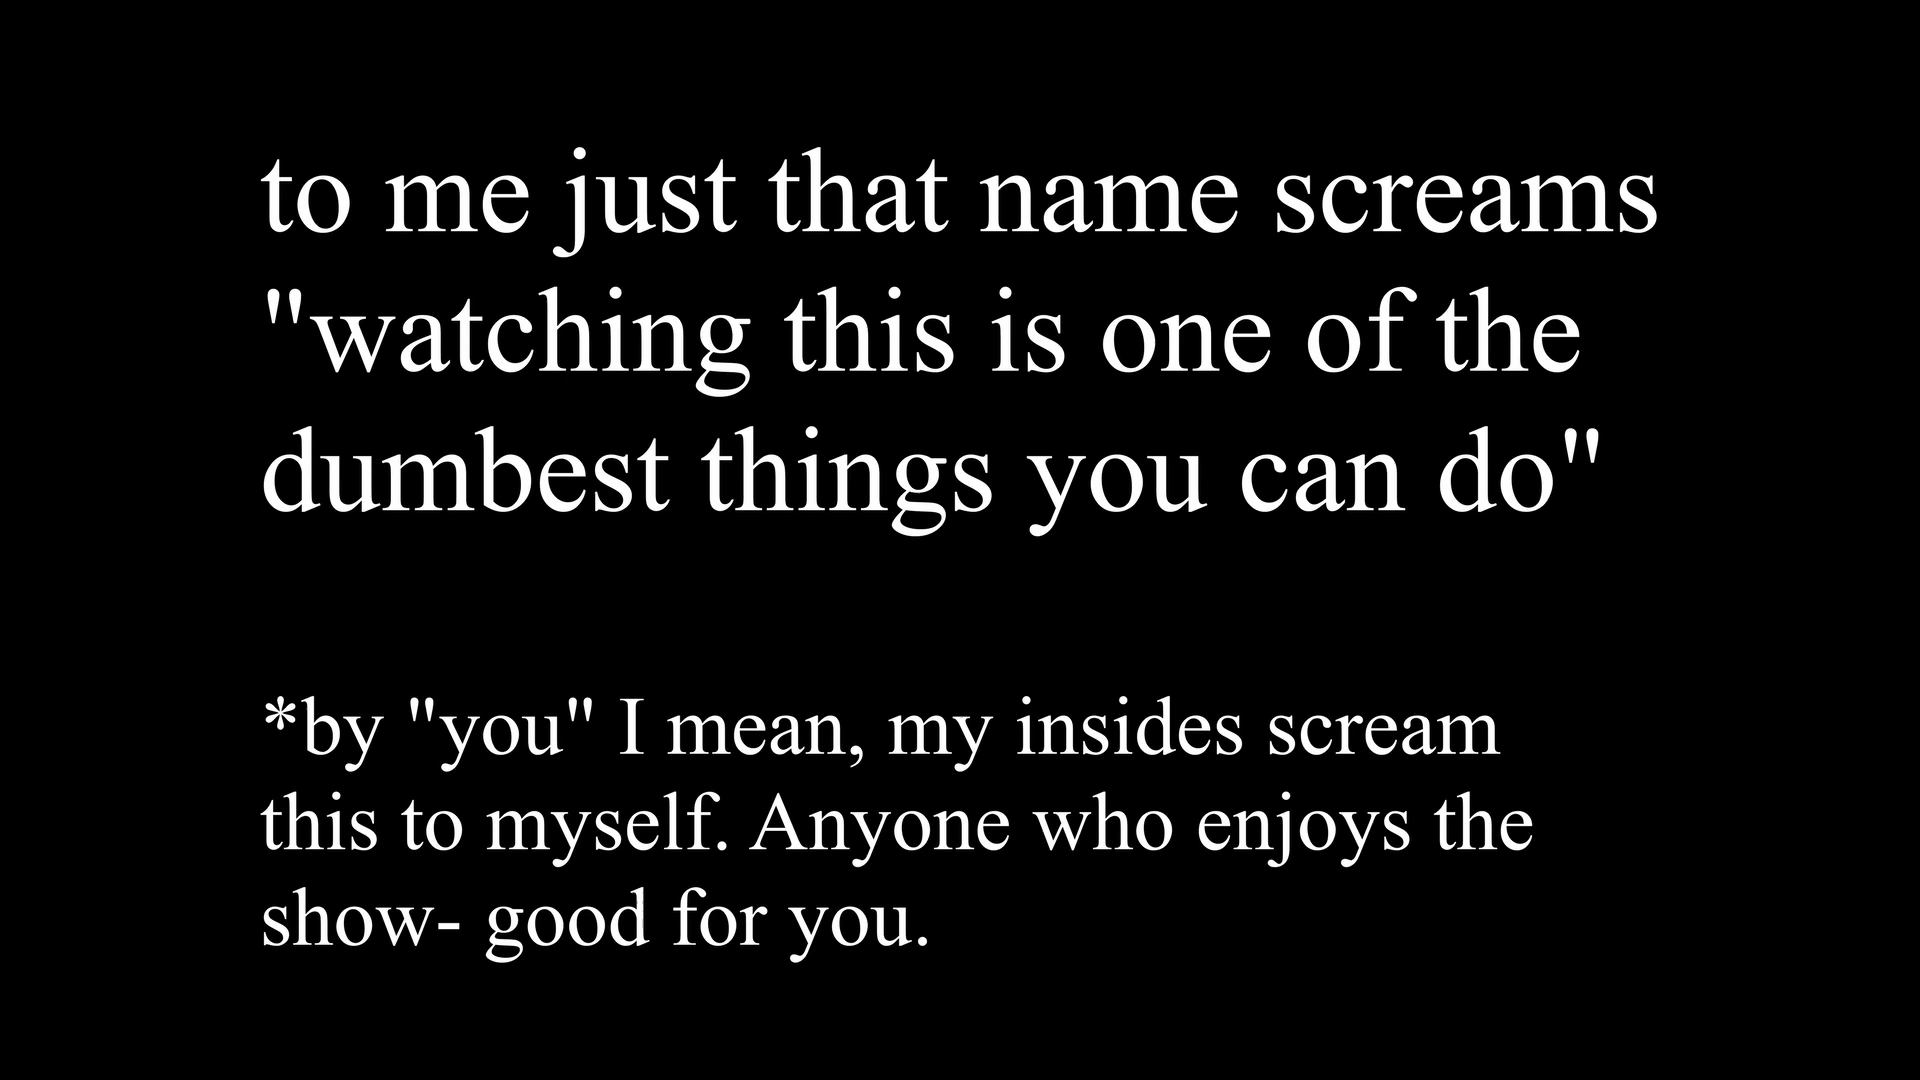 to me just that name screams
"watching this is one of the
dumbest things you can do"
*by "you" I mean, my insides scream
this to myself. Anyone who enjoys the
show- good for you.